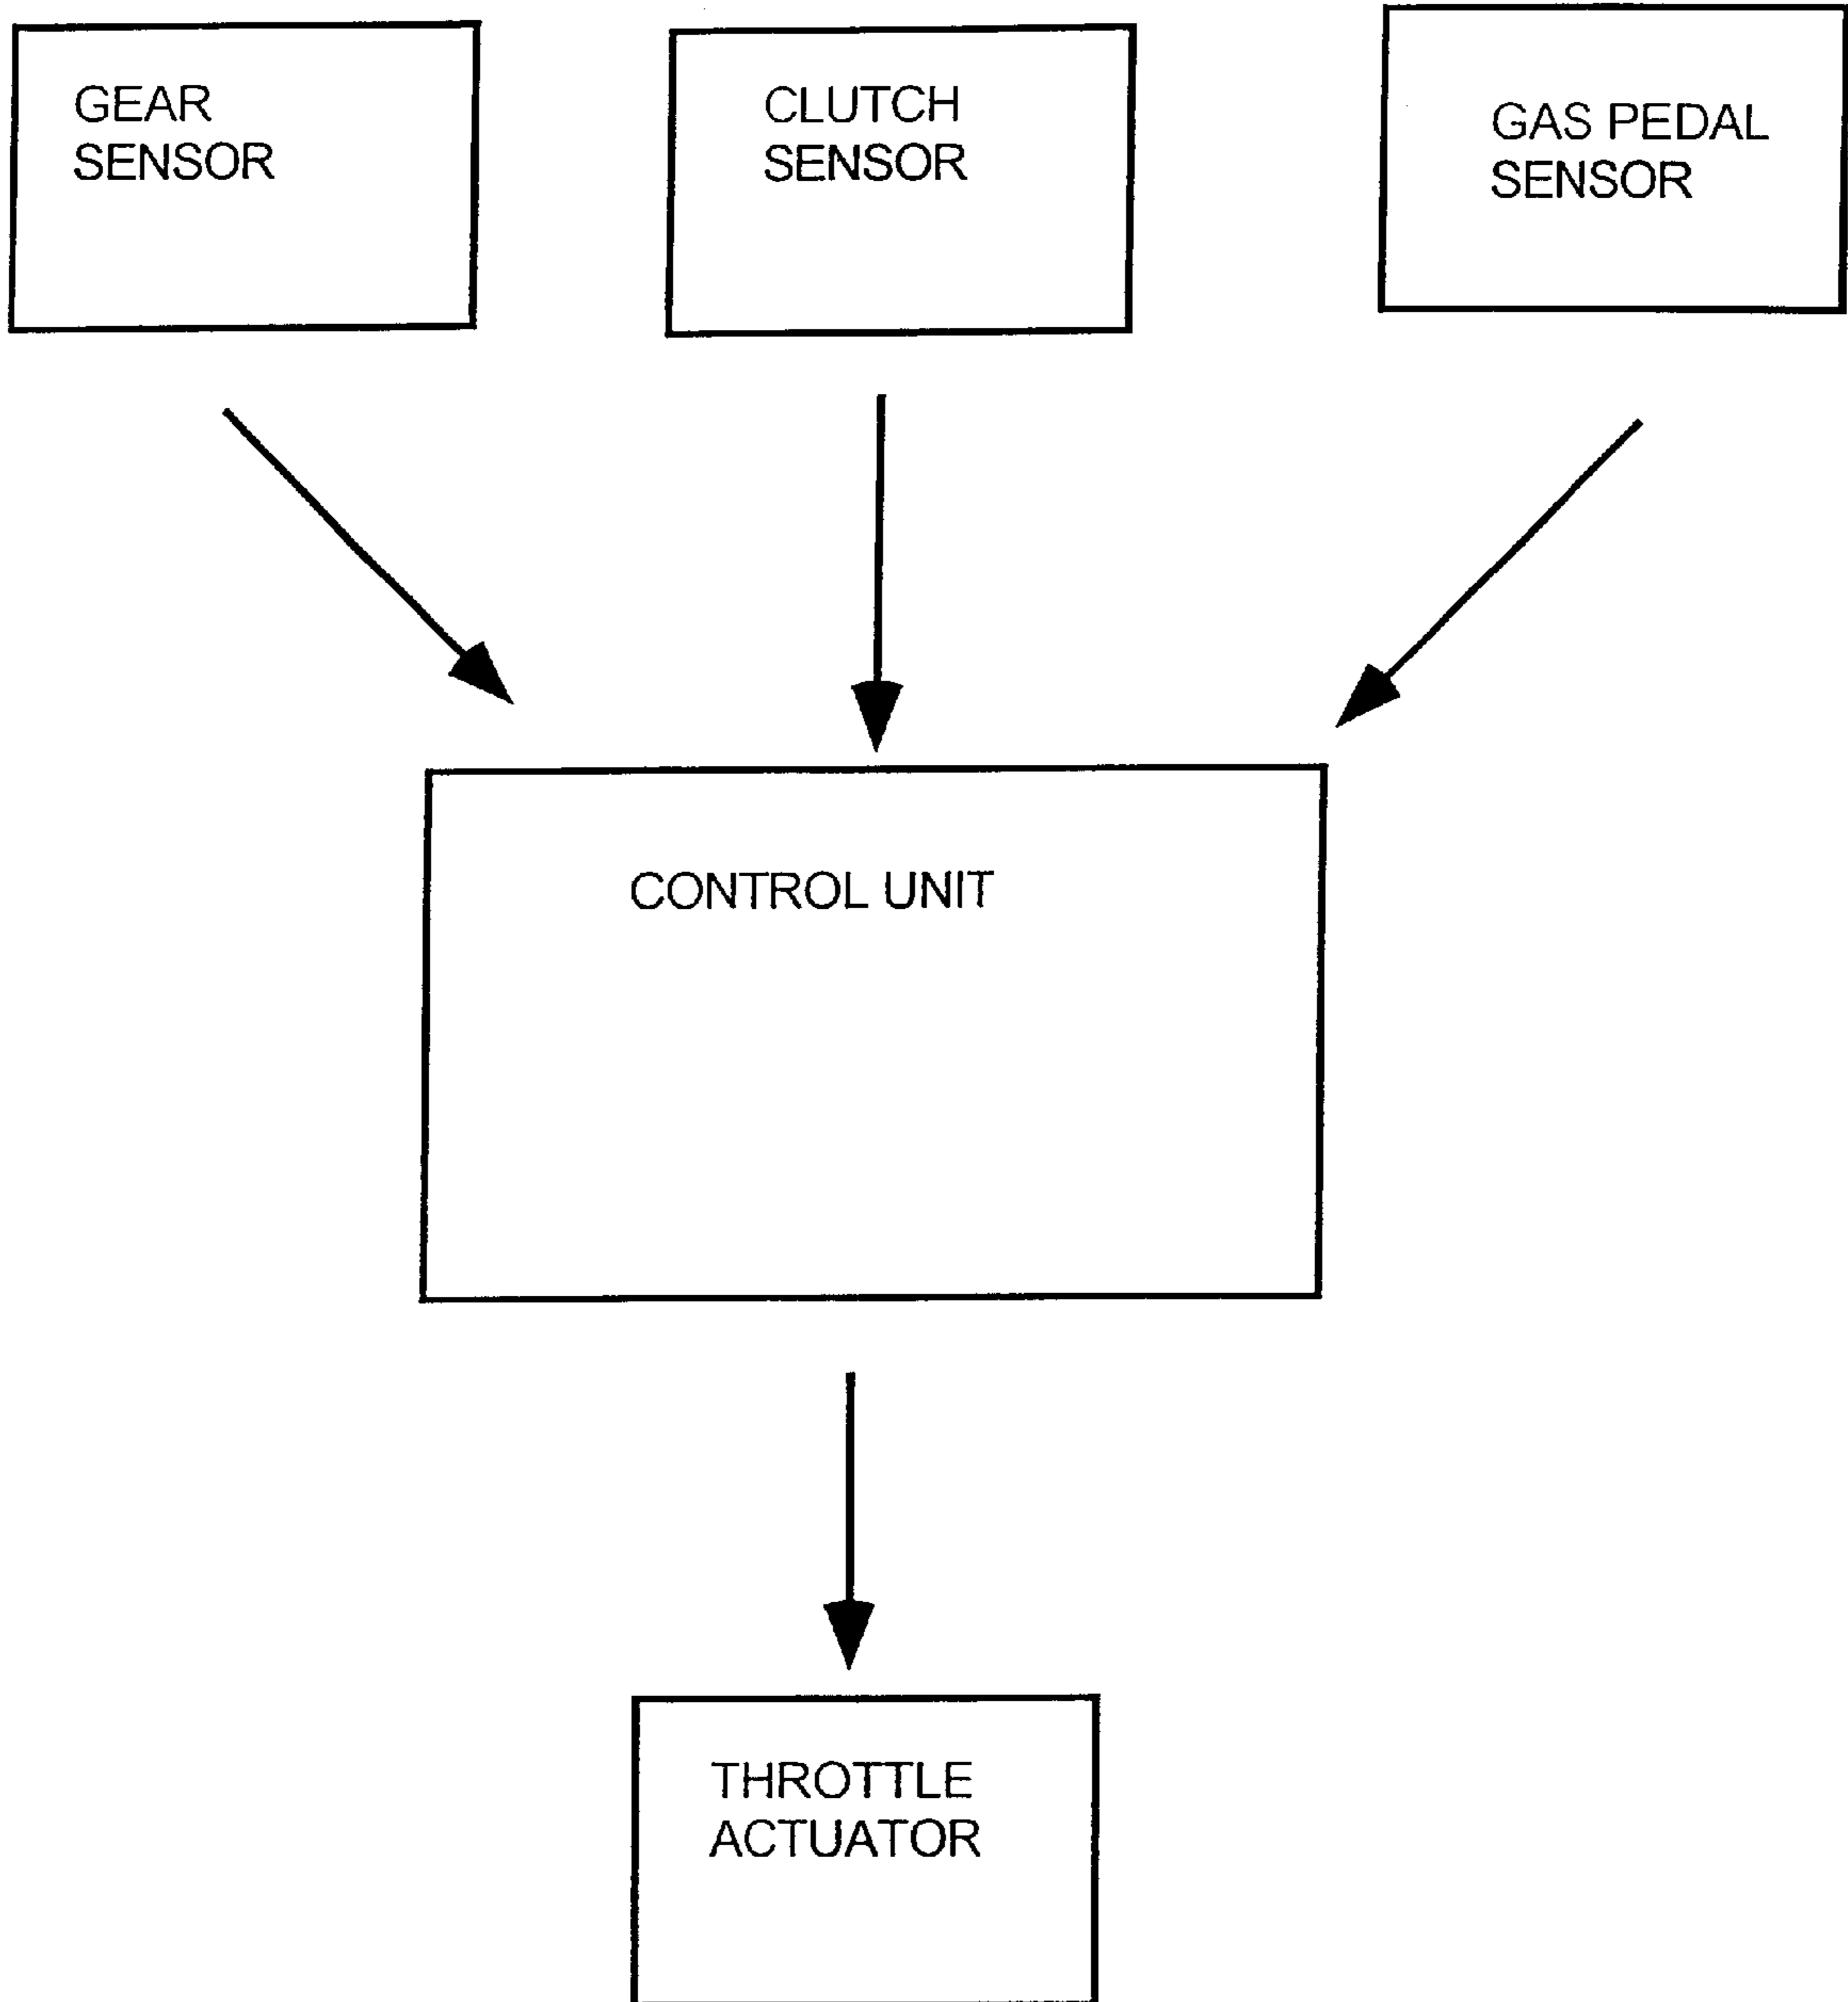 GEAR
SENSOR
CLUTCH
SENSOR
GAS PEDAL
SENSOR
CONTROL UNIT
THROTTLE
ACTUATOR